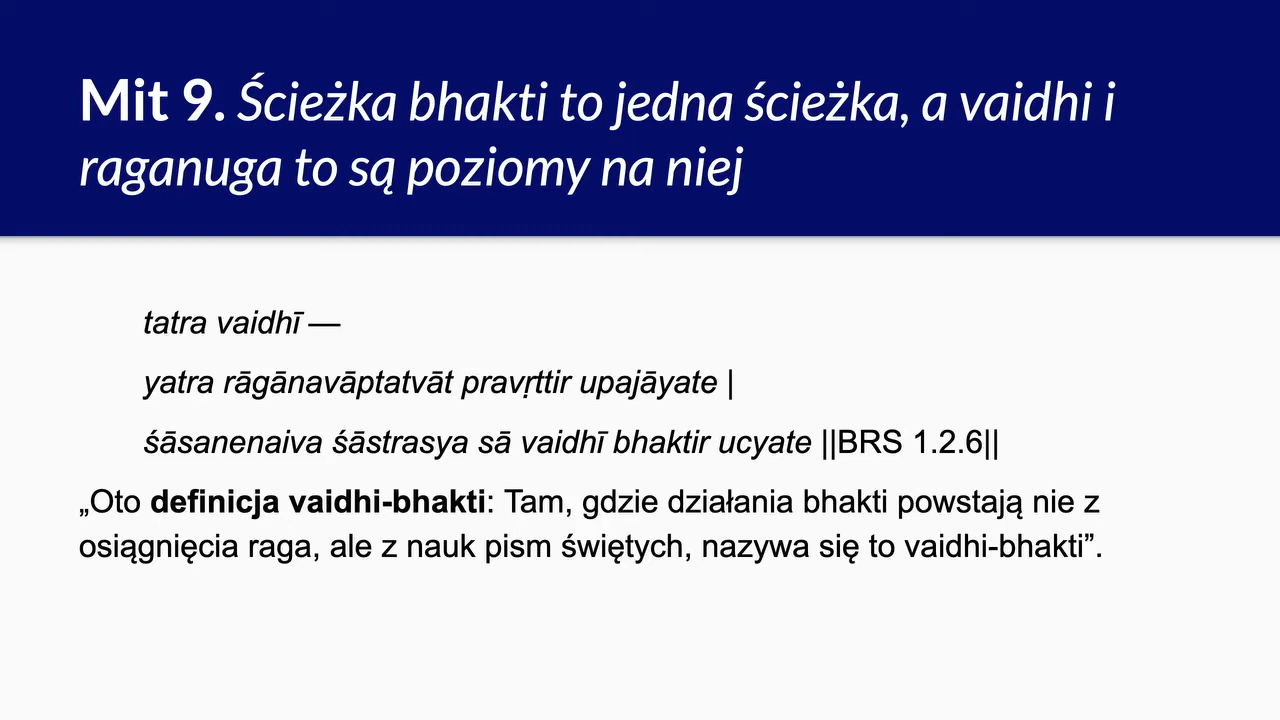 Mit 9. Ścieżka bhakti to jedna ścieżka, a vaidhi i
raganuga to są poziomy na niej
tatra vaidhī —
yatra rāgānavāptatvāt pravṛttir upajāyate |
śāsanenaiva śāstrasya sā vaidhī bhaktir ucyate ||BRS 1.2.6||
„Oto definicja vaidhi-bhakti: Tam, gdzie działania bhakti powstają nie z
osiągnięcia raga, ale z nauk pism świętych, nazywa się to vaidhi-bhakti”.